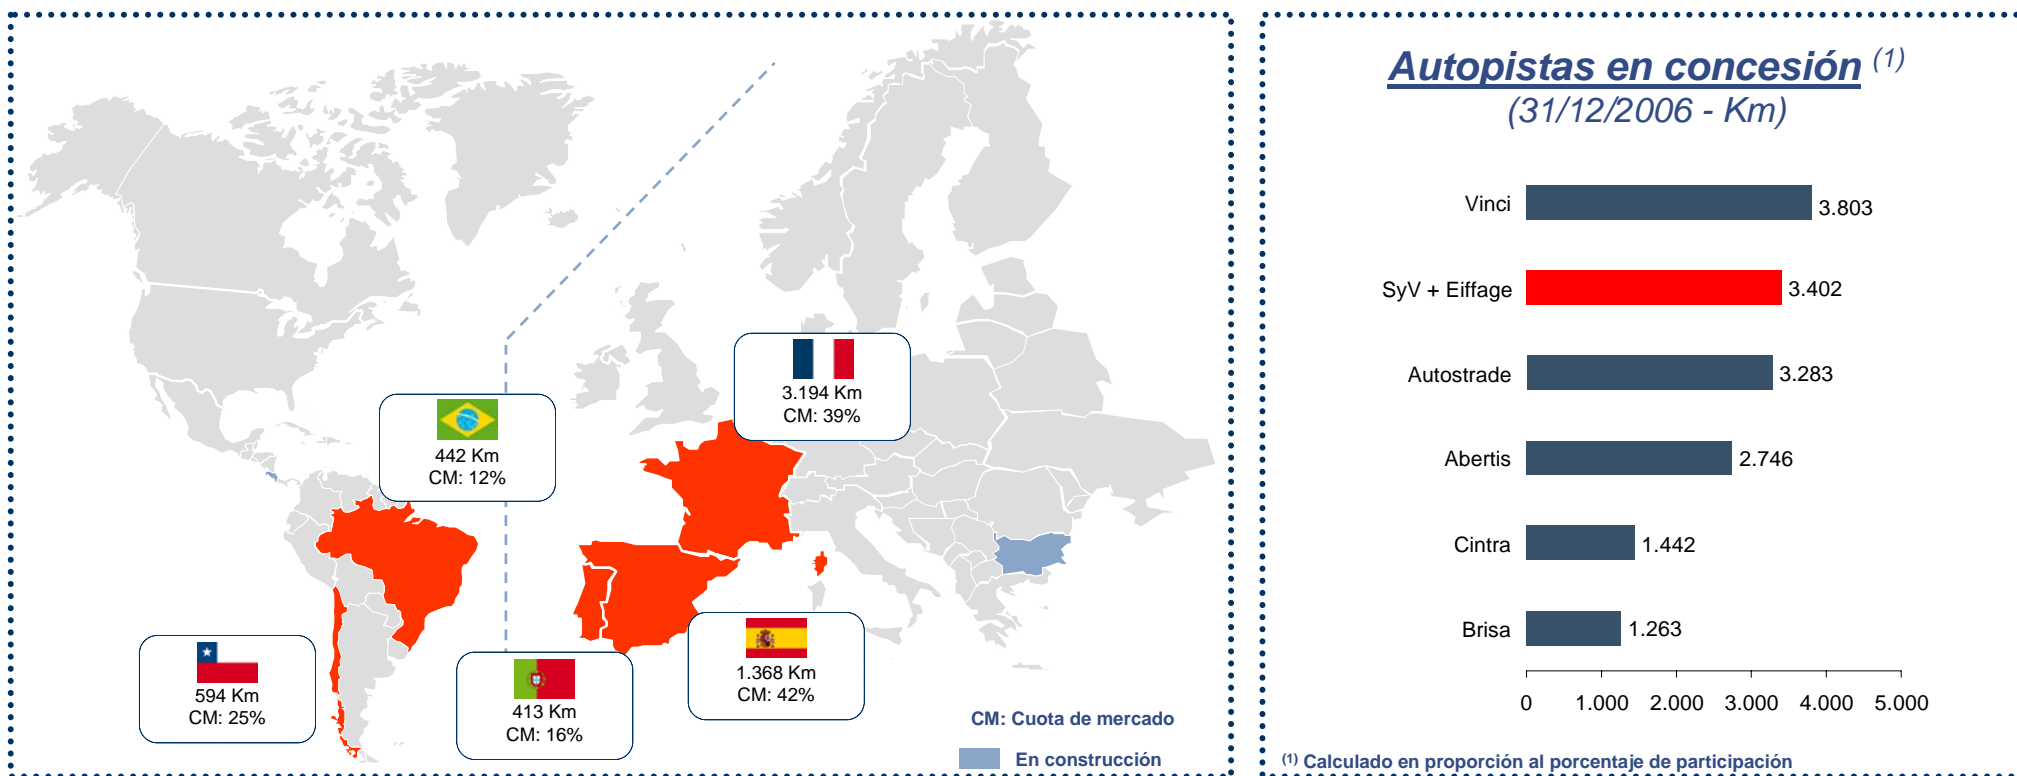 3.194 Km
CM: 39%
442 Km
CM: 12%
594 Km
CM: 25%
413 Km
CM: 16%
1.368 Km
CM: 42%
CM: Cuota de mercado
En construcción
Autopistas en concesión (1)
(31/12/2006 - Km)
Vinci 3.803
SyV + Eiffage 3.402
Autostrade 3.283
Abertis 2.746
Cintra 1.442
Brisa 1.263
0 1.000 2.000 3.000 4.000 5.000
(1) Calculado en proporción al porcentaje de participación